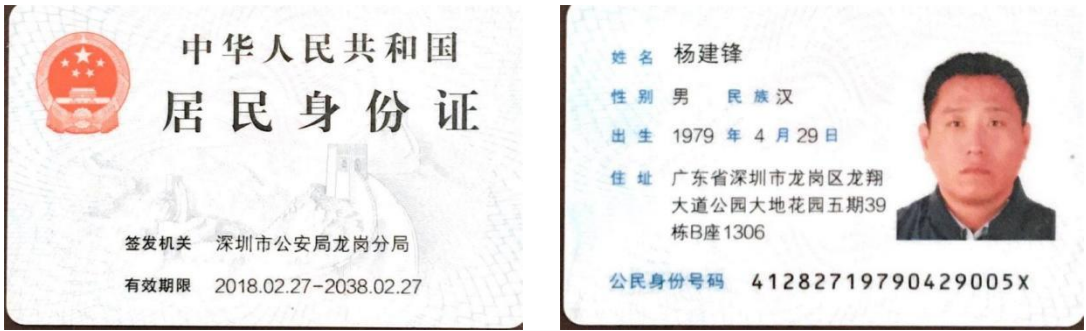 中华人民共和国
居民身份证
签发机关 深圳市公安局龙岗分局
有效期限 2018.02.27-2038.02.27
姓名 杨建锋
性别 男 民族 汉
出生 1979 年 4 月 29 日
住址 广东省深圳市龙岗区龙翔
大道公园大地花园五期39
栋B座1306
公民身份号码 41282719790429005X